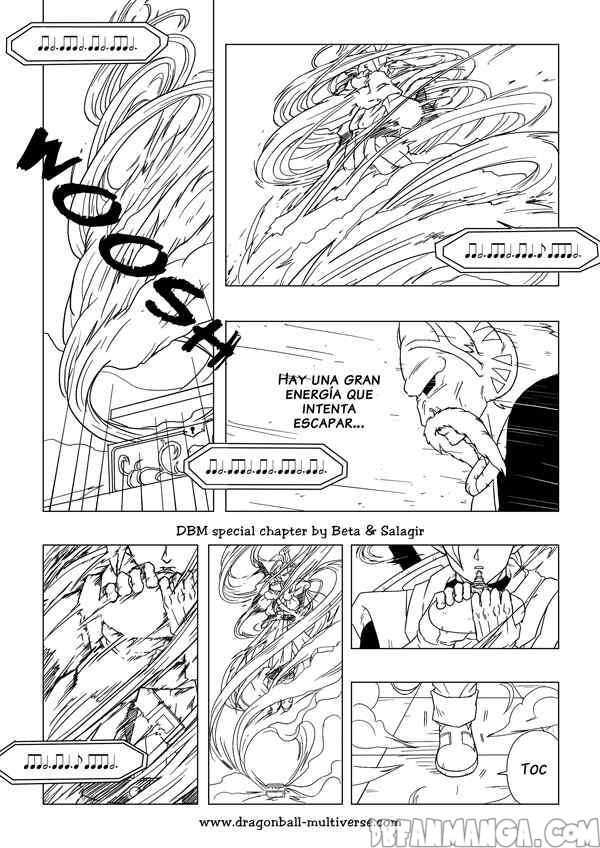 WOOSH
HAY UNA GRAN
ENERGÍA QUE
INTENTA
ESCAPAR...
DBM special chapter by Beta & Salagir
TOC
www.dragonball-multiverse.com
DBFANMANGA.COM